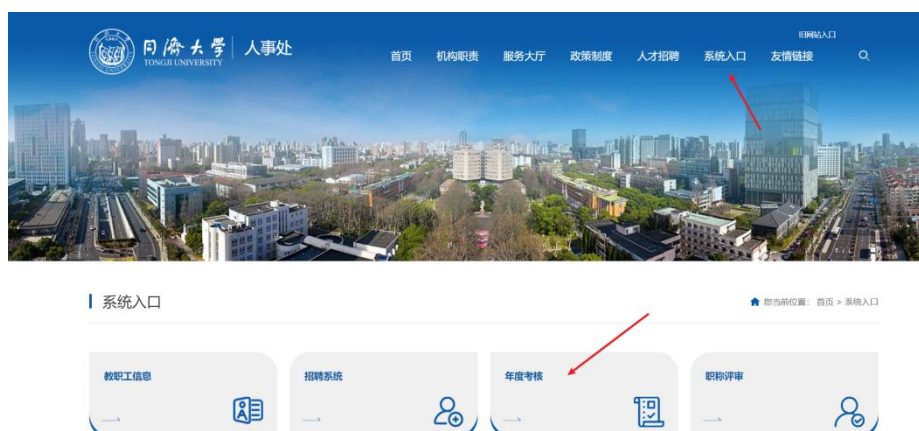 旧网站入口
同濟大學 人事处
TONGJI UNIVERSITY
首页 机构职责 服务大厅 政策制度 人才招聘 系统入口 友情链接
系统入口
您当前位置： 首页 > 系统入口
教职工信息 招聘系统 年度考核 职称评审